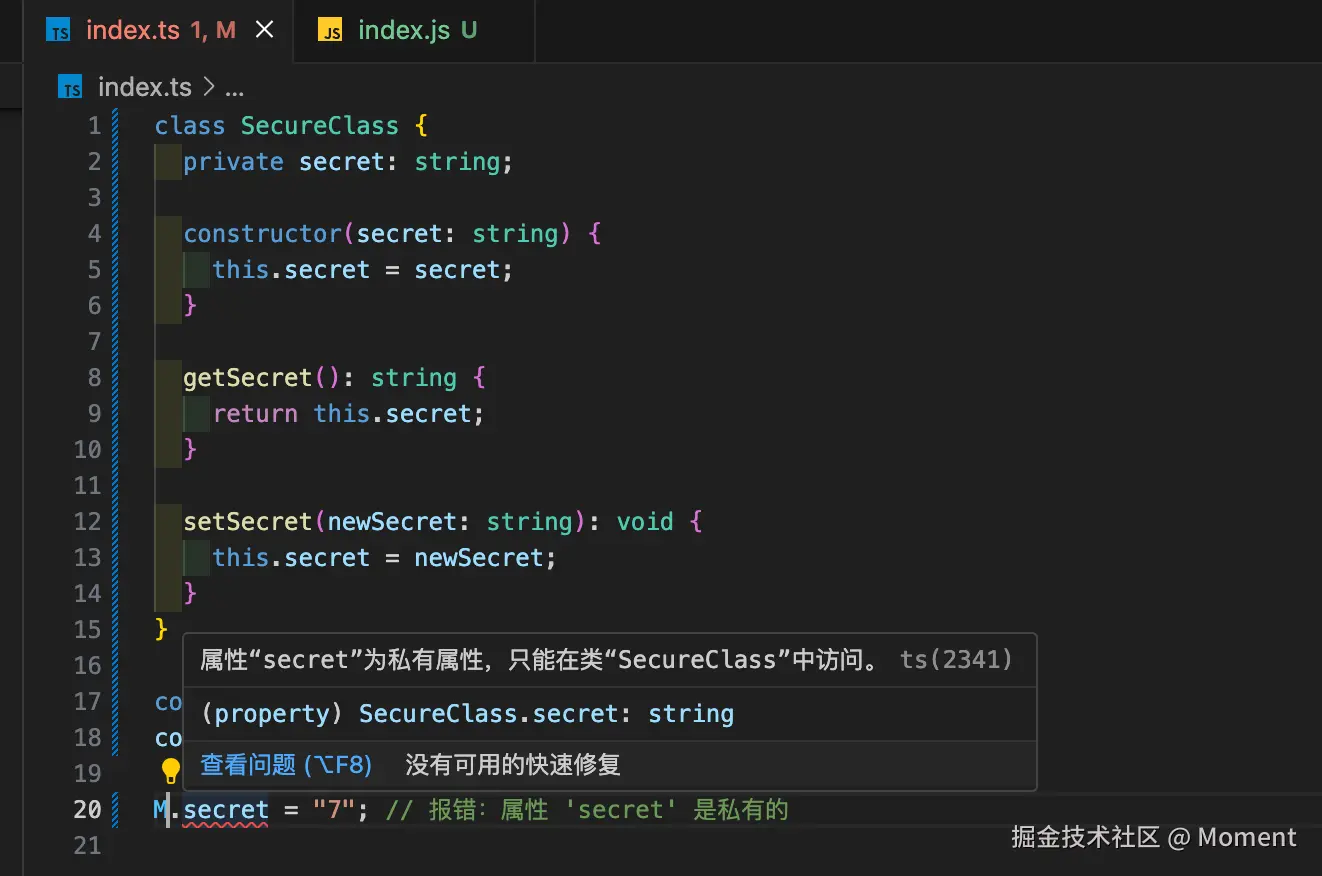 TS index.ts 1, M × JS index.js U
TS index.ts > ...
1 class SecureClass {
2 private secret: string;
3
4 constructor(secret: string) {
5 this.secret = secret;
6 }
7
8 getSecret(): string {
9 return this.secret;
10 }
11
12 setSecret(newSecret: string): void {
13 this.secret = newSecret;
14 }
15 }
16
属性“secret”为私有属性，只能在类“SecureClass”中访问。 ts(2341)
17 co
(property) SecureClass.secret: string
18 co
19
查看问题 (⌥F8) 没有可用的快速修复
20 M.secret = "7"; // 报错：属性 'secret' 是私有的
21
掘金技术社区 @ Moment